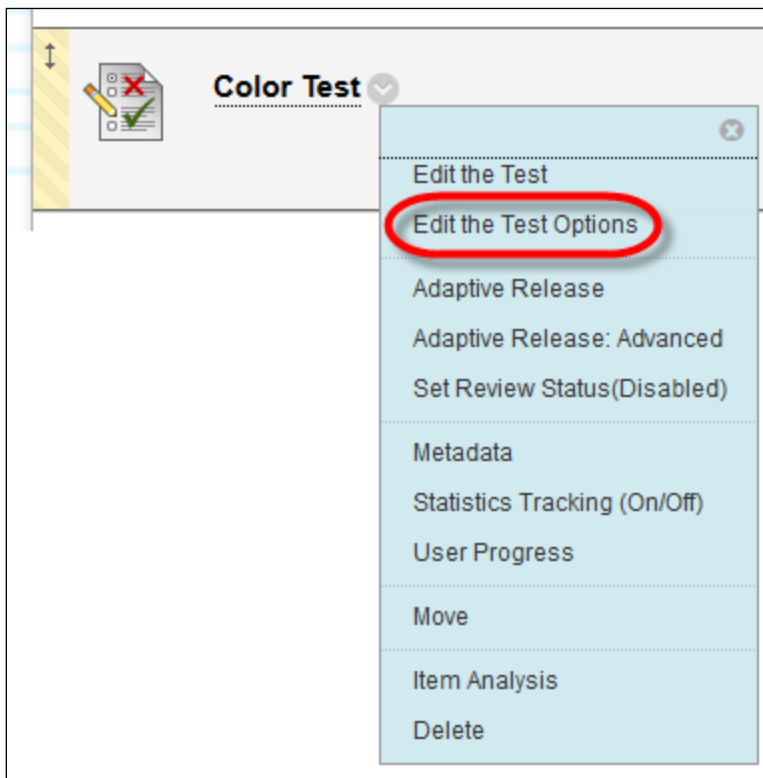 Color Test
Edit the Test
Edit the Test Options
Adaptive Release
Adaptive Release: Advanced
Set Review Status(Disabled)
Metadata
Statistics Tracking (On/Off)
User Progress
Move
Item Analysis
Delete